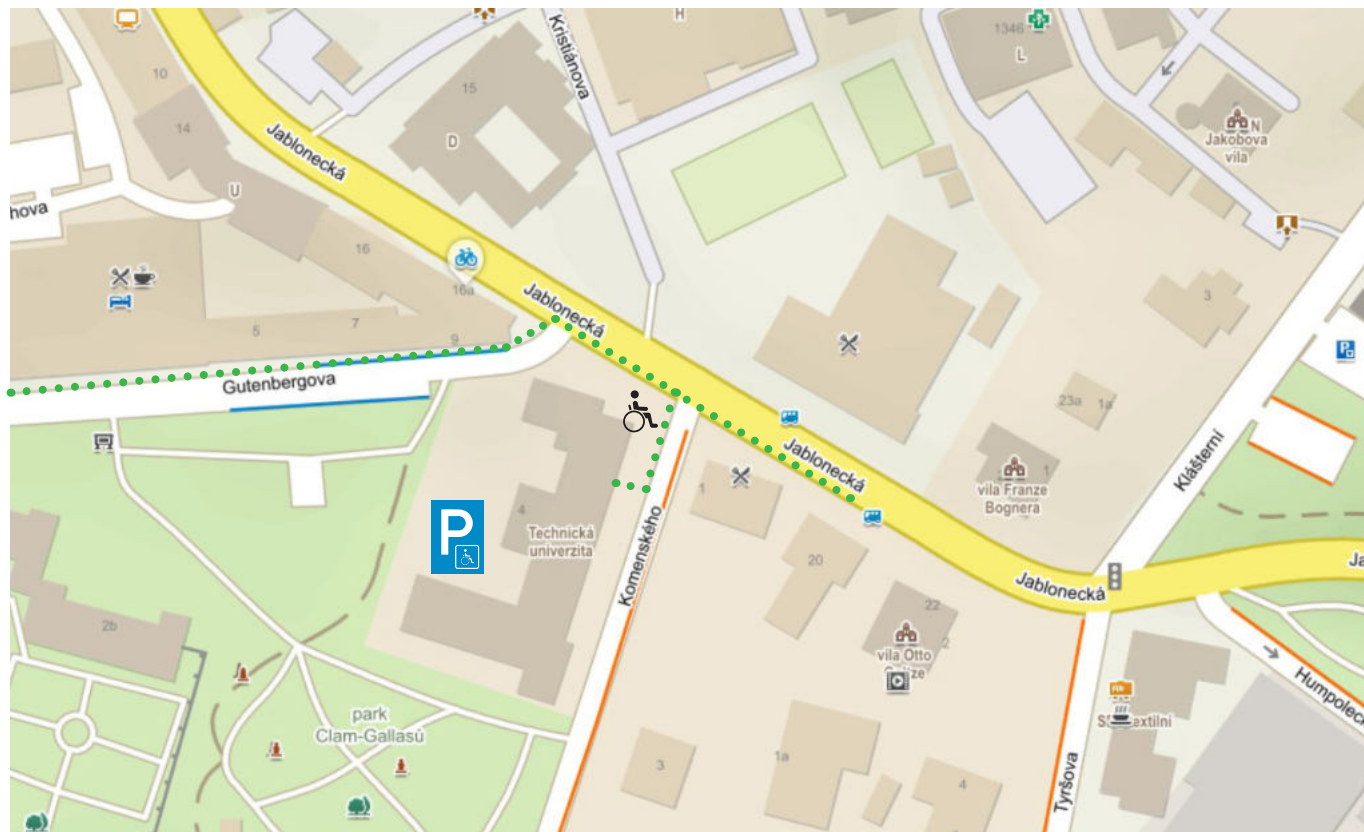 H
1346
L
10
Kristiánova
15
14
D
N
Jakobova
vila
Jablonecká
U
hova
16
16a
3
Jablonecká
5
7
9
Gutenbergova
23a
1a
Jablonecká
Klášterní
1
1
vila Franze
Bognera
P
4
Technická
univerzita
Komenského
20
Jablonecká
Ja
22
2
2b
vila Otto
park
Clam-Gallasů
Humpolec
3
1a
4
Tyršova